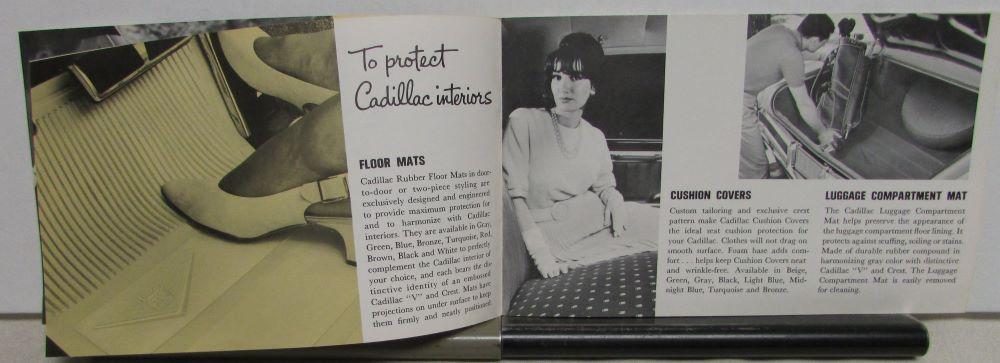 To protect
Cadillac interiors
FLOOR MATS
Cadillac Rubber Floor Mats in door-
to-door or two-piece styling are
exclusively designed and engineered
to provide maximum protection for
and to harmonize with Cadillac
interiors. They are available in Gray,
Green, Blue, Bronze, Turquoise, Red,
Brown, Black and White to perfectly
complement the Cadillac interior of
your choice, and each bears the dis-
tinctive identity of an embossed
Cadillac "V" and Crest. Mats have
projections on under surface to keep
them firmly and neatly positioned.
CUSHION COVERS
Custom tailoring and exclusive crest
pattern make Cadillac Cushion Covers
the ideal seat cushion protection for
your Cadillac. Clothes will not drag on
smooth surface. Foam base adds com-
fort . . . helps keep Cushion Covers neat
and wrinkle-free. Available in Beige,
Green, Gray, Black, Light Blue, Mid-
night Blue, Turquoise and Bronze.
LUGGAGE COMPARTMENT MAT
The Cadillac Luggage Compartment
Mat helps preserve the appearance of
the luggage compartment floor lining. It
protects against scuffing, soiling or stains.
Made of durable rubber compound in
harmonizing gray color with distinctive
Cadillac "V" and Crest. The Luggage
Compartment Mat is easily removed
for cleaning.